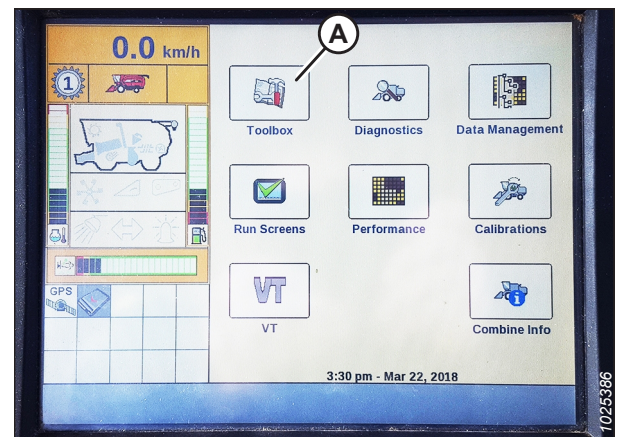 A
0.0 km/h
1
Toolbox
Diagnostics
Data Management
Run Screens
Performance
Calibrations
VT
VT
Combine Info
GPS
3:30 pm - Mar 22, 2018
1025386